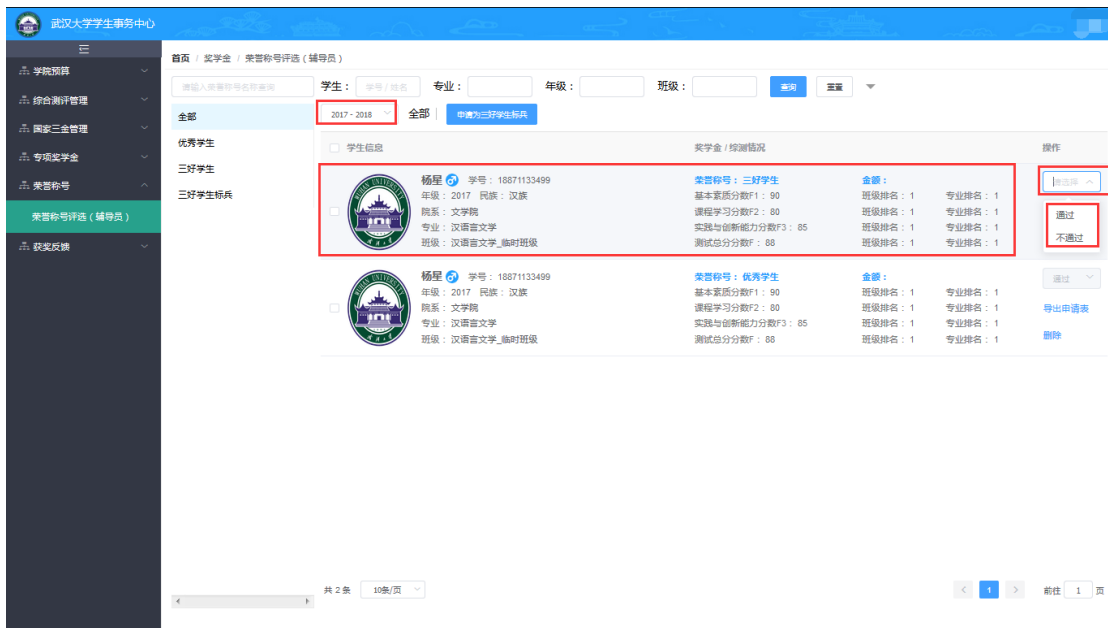 武汉大学学生事务中心
首页 / 奖学金 / 荣誉称号评选 ( 辅导员 )
学院预算
综合测评管理
国家三金管理
专项奖学金
荣誉称号
荣誉称号评选 ( 辅导员 )
获奖反馈
请输入荣誉称号名称查询
全部
优秀学生
三好学生
三好学生标兵
学生： 学号 / 姓名 专业： 年级： 班级： 查询 重置
2017 - 2018 全部 申请为三好学生标兵
学生信息 奖学金 / 综测情况 操作
杨星 学号： 18871133499 荣誉称号： 三好学生 金额： 请选择
年级： 2017 民族： 汉族 基本素质分数F1： 90 班级排名： 1 专业排名： 1
院系： 文学院 课程学习分数F2： 80 班级排名： 1 专业排名： 1
专业： 汉语言文学 实践与创新能力分数F3： 85 班级排名： 1 专业排名： 1
班级： 汉语言文学_临时班级 测试总分分数F： 88 班级排名： 1 专业排名： 1
通过
不通过
杨星 学号： 18871133499 荣誉称号： 优秀学生 金额： 通过
年级： 2017 民族： 汉族 基本素质分数F1： 90 班级排名： 1 专业排名： 1
院系： 文学院 课程学习分数F2： 80 班级排名： 1 专业排名： 1 导出申请表
专业： 汉语言文学 实践与创新能力分数F3： 85 班级排名： 1 专业排名： 1
班级： 汉语言文学_临时班级 测试总分分数F： 88 班级排名： 1 专业排名： 1 删除
共 2 条 10条/页 1 前往 1 页